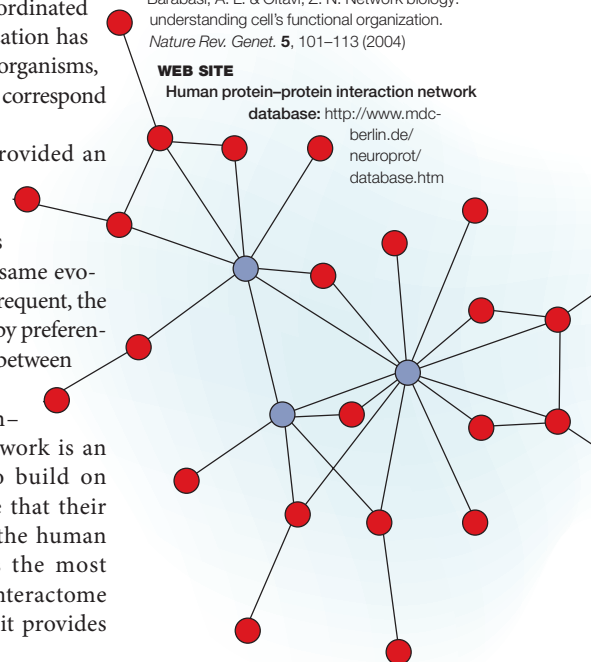 ordinated
ation has
organisms,
correspond
rovided an
s
same evo-
requent, the
by preferen-
between
n–
work is an
build on
that their
the human
the most
nteractome
it provides
understanding cell's functional organization.
Nature Rev. Genet. 5, 101–113 (2004)
WEB SITE
Human protein–protein interaction network
database: http://www.mdc-
berlin.de/
neuroprot/
database.htm